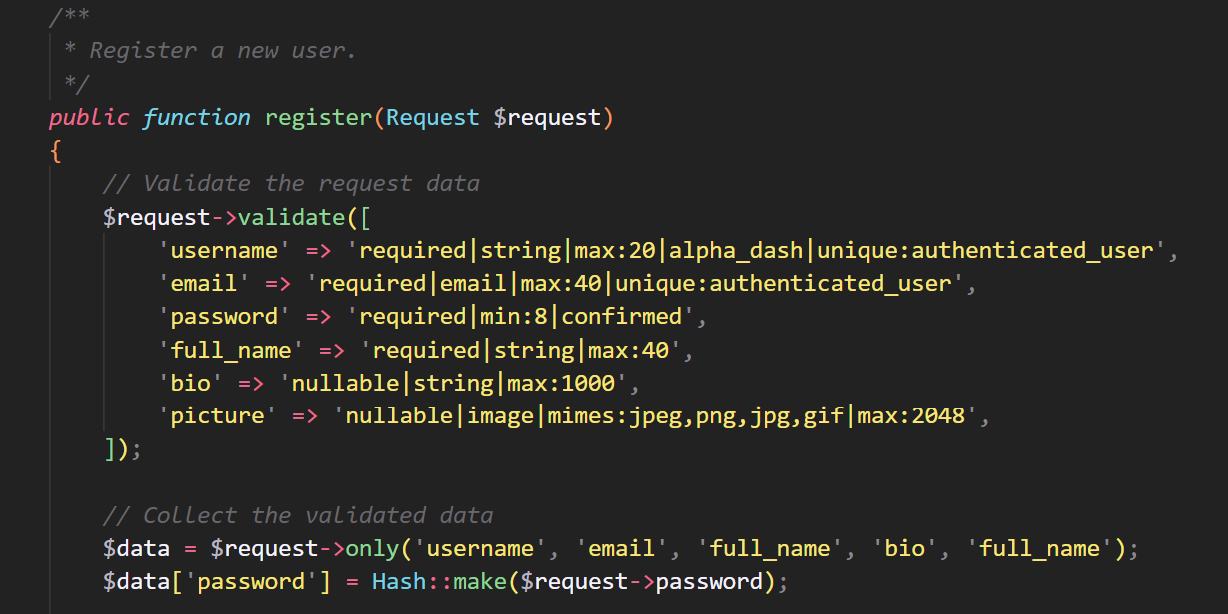 /**
 * Register a new user.
 */
public function register(Request $request)
{
    // Validate the request data
    $request->validate([
        'username' => 'required|string|max:20|alpha_dash|unique:authenticated_user',
        'email' => 'required|email|max:40|unique:authenticated_user',
        'password' => 'required|min:8|confirmed',
        'full_name' => 'required|string|max:40',
        'bio' => 'nullable|string|max:1000',
        'picture' => 'nullable|image|mimes:jpeg,png,jpg,gif|max:2048',
    ]);

    // Collect the validated data
    $data = $request->only('username', 'email', 'full_name', 'bio', 'full_name');
    $data['password'] = Hash::make($request->password);